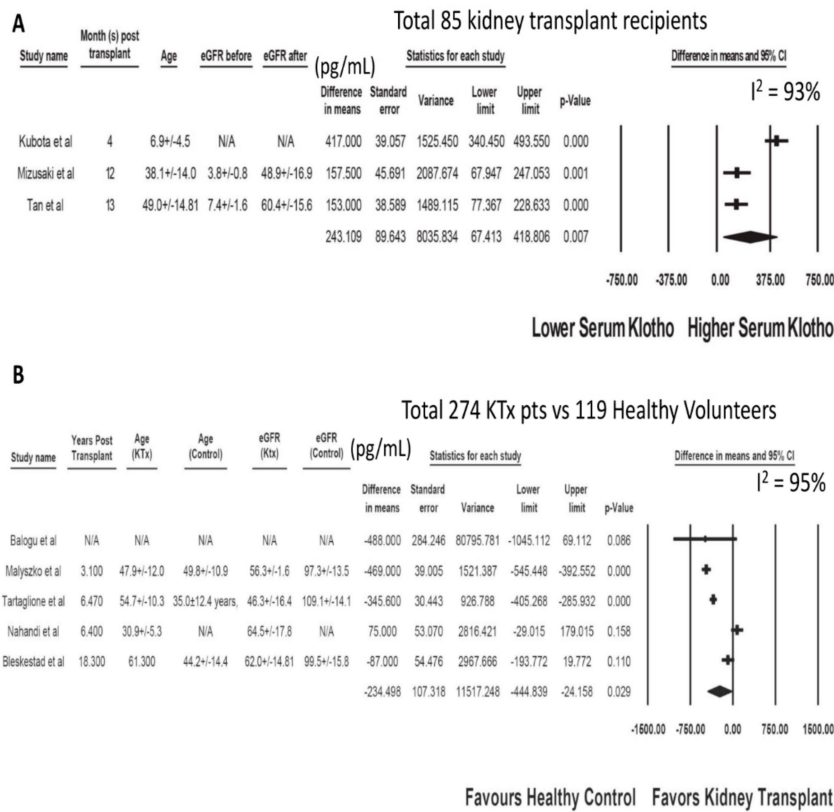 A
Total 85 kidney transplant recipients
Study name Month (s) post transplant Age eGFR before eGFR after (pg/mL) Statistics for each study Difference in means and 95% CI
Difference in means Standard error Variance Lower limit Upper limit p-Value
I² = 93%
Kubota et al 4 6.9+/-4.5 N/A N/A 417.000 39.057 1525.450 340.450 493.550 0.000
Mizusaki et al 12 38.1+/-14.0 3.8+/-0.8 48.9+/-16.9 157.500 45.691 2087.674 67.947 247.053 0.001
Tan et al 13 49.0+/-14.81 7.4+/-1.6 60.4+/-15.6 153.000 38.589 1489.115 77.367 228.633 0.000
243.109 89.643 8035.834 67.413 418.806 0.007
-750.00 -375.00 0.00 375.00 750.00
Lower Serum Klotho Higher Serum Klotho
B
Total 274 KTx pts vs 119 Healthy Volunteers
Study name Years Post Transplant Age (KTx) Age (Control) eGFR (Ktx) eGFR (Control) (pg/mL) Statistics for each study Difference in means and 95% CI
I² = 95%
Difference in means Standard error Variance Lower limit Upper limit p-Value
Balogu et al N/A N/A N/A N/A N/A -488.000 284.246 80795.781 -1045.112 69.112 0.086
Malyszko et al 3.100 47.9+/-12.0 49.8+/-10.9 56.3+/-1.6 97.3+/-13.5 -469.000 39.005 1521.387 -545.448 -392.552 0.000
Tartaglione et al 6.470 54.7+/-10.3 35.0±12.4 years, 46.3+/-16.4 109.1+/-14.1 -345.600 30.443 926.788 -405.268 -285.932 0.000
Nahandi et al 6.400 30.9+/-5.3 N/A 64.5+/-17.8 N/A 75.000 53.070 2816.421 -29.015 179.015 0.158
Bleskestad et al 18.300 61.300 44.2+/-14.4 62.0+/-14.81 99.5+/-15.8 -87.000 54.476 2967.666 -193.772 19.772 0.110
-234.498 107.318 11517.248 -444.839 -24.158 0.029
-1500.00 -750.00 0.00 750.00 1500.00
Favours Healthy Control Favors Kidney Transplant